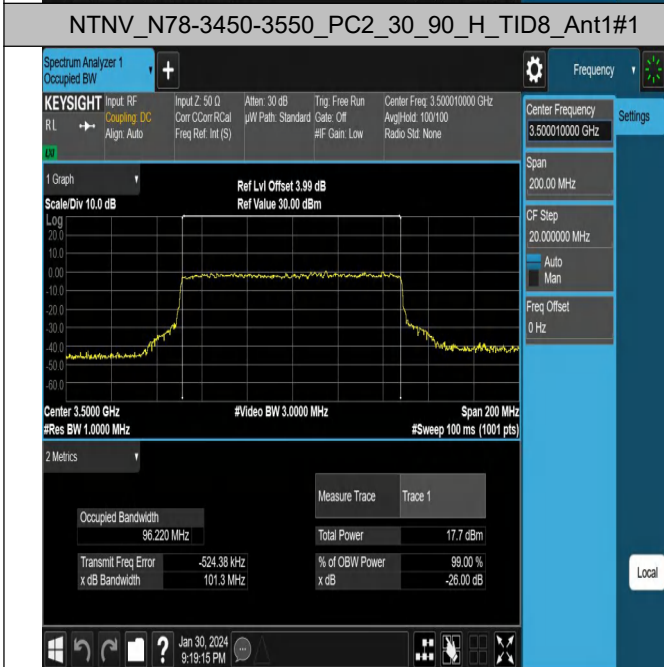 NTNV_N78-3450-3550_PC2_30_90_H_TID8_Ant1#1
Spectrum Analyzer 1
Occupied BW
+
Frequency
KEYSIGHT
RL
Input: RF
Coupling: DC
Align: Auto
Input Z: 50 Ω
Corr CCorr RCal
Freq Ref: Int (S)
Atten: 30 dB
µW Path: Standard
Trig: Free Run
Gate: Off
#IF Gain: Low
Center Freq: 3.500010000 GHz
Avg|Hold: 100/100
Radio Std: None
Center Frequency
3.500010000 GHz
Settings
Span
200.00 MHz
CF Step
20.000000 MHz
Auto
Man
Freq Offset
0 Hz
1 Graph
Scale/Div 10.0 dB
Ref Lvl Offset 3.99 dB
Ref Value 30.00 dBm
Log
20.0
10.0
0.00
-10.0
-20.0
-30.0
-40.0
-50.0
-60.0
Center 3.5000 GHz
#Res BW 1.0000 MHz
#Video BW 3.0000 MHz
Span 200 MHz
#Sweep 100 ms (1001 pts)
2 Metrics
Measure Trace Trace 1
Occupied Bandwidth
96.220 MHz
Total Power 17.7 dBm
Transmit Freq Error -524.38 kHz
% of OBW Power 99.00 %
x dB Bandwidth 101.3 MHz
x dB -26.00 dB
Local
?
Jan 30, 2024
9:19:15 PM